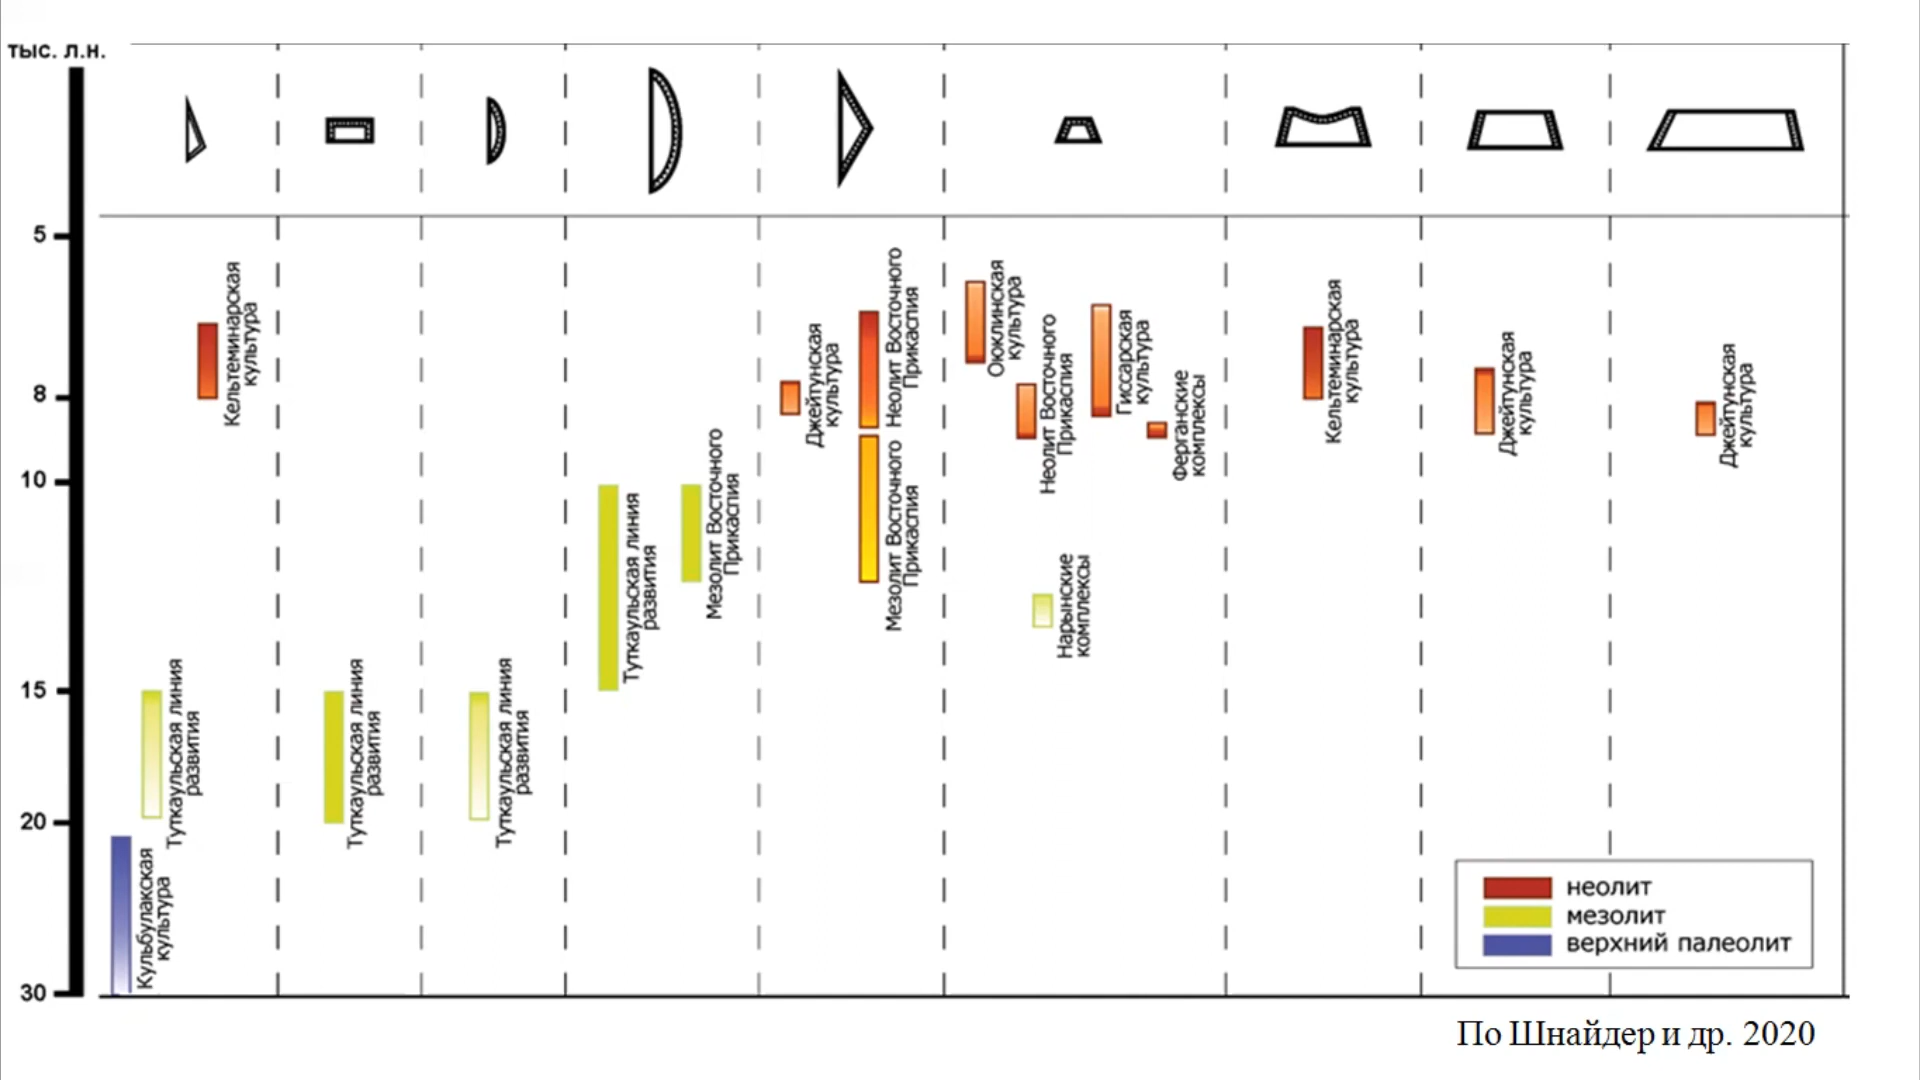 тыс. л.н.
5
8
10
15
20
30
Кульбулакская
культура
Туткаульская линия
развития
Кельтеминарская
культура
Туткаульская линия
развития
Туткаульская линия
развития
Туткаульская линия
развития
Мезолит Восточного
Прикаспия
Джейтунская
культура
Неолит Восточного
Прикаспия
Мезолит Восточного
Прикаспия
Оюклинская
культура
Неолит Восточного
Прикаспия
Гиссарская
культура
Ферганские
комплексы
Нарынские
комплексы
Кельтеминарская
культура
Джейтунская
культура
Джейтунская
культура
неолит
мезолит
верхний палеолит
По Шнайдер и др. 2020